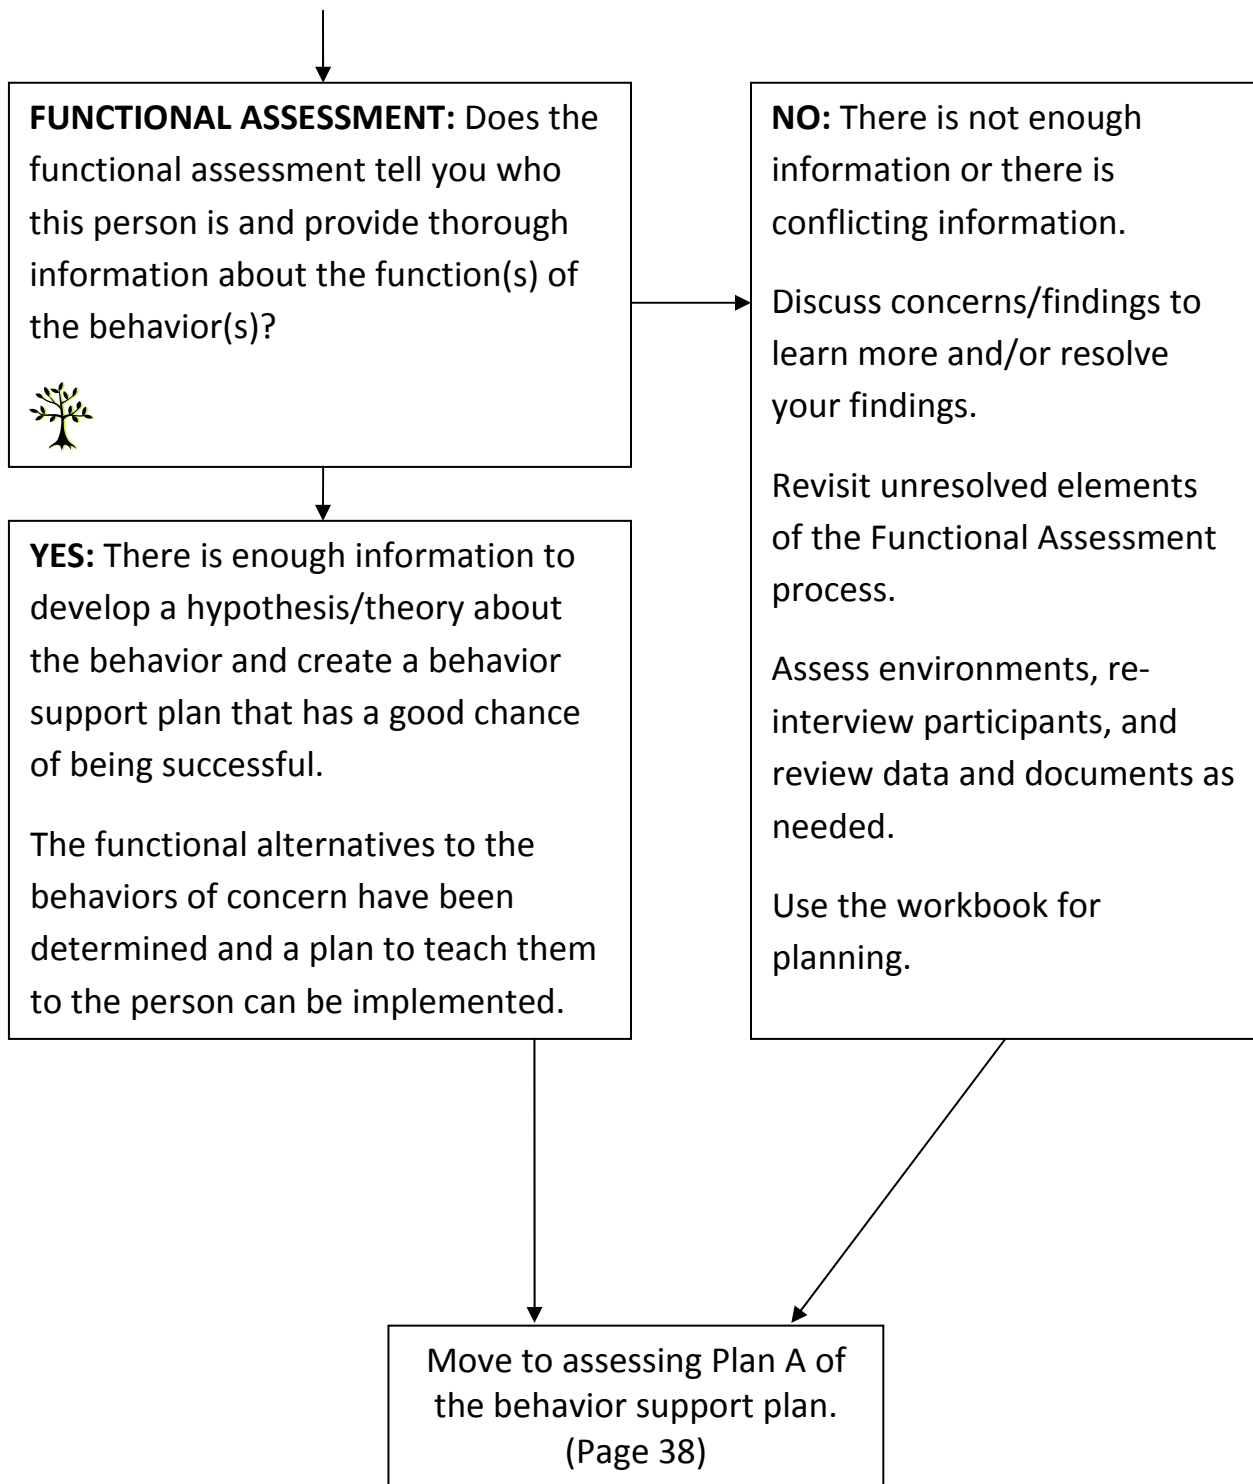 FUNCTIONAL ASSESSMENT: Does the
functional assessment tell you who
this person is and provide thorough
information about the function(s) of
the behavior(s)?
NO: There is not enough
information or there is
conflicting information.
Discuss concerns/findings to
learn more and/or resolve
your findings.
Revisit unresolved elements
of the Functional Assessment
process.
Assess environments, re-
interview participants, and
review data and documents as
needed.
Use the workbook for
planning.
YES: There is enough information to
develop a hypothesis/theory about
the behavior and create a behavior
support plan that has a good chance
of being successful.
The functional alternatives to the
behaviors of concern have been
determined and a plan to teach them
to the person can be implemented.
Move to assessing Plan A of
the behavior support plan.
(Page 38)